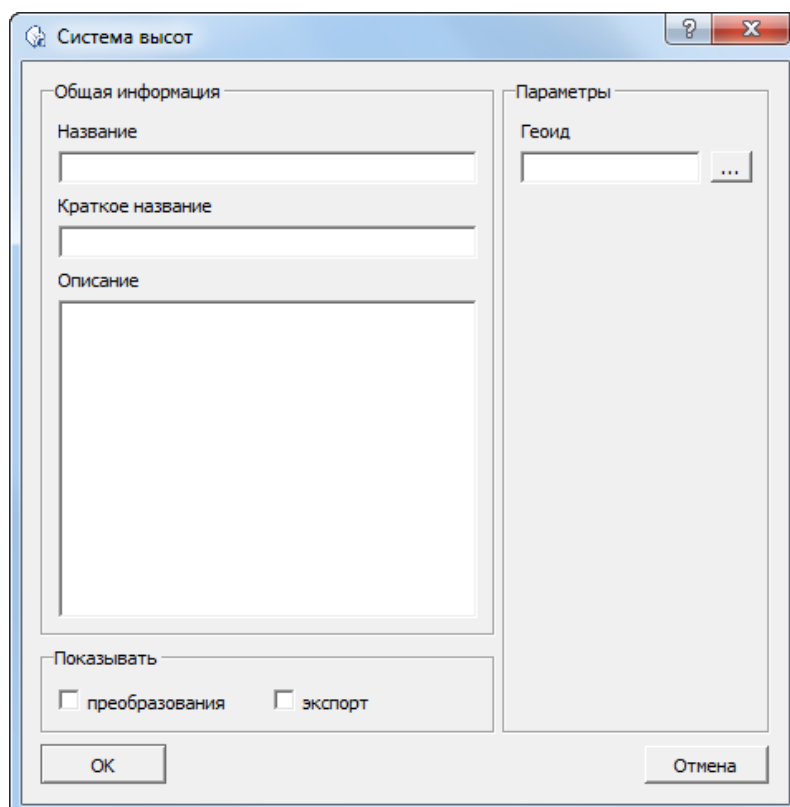 Система высот
Общая информация
Название
Краткое название
Описание
Параметры
Геоид
...
Показывать
преобразования
экспорт
OK
Отмена